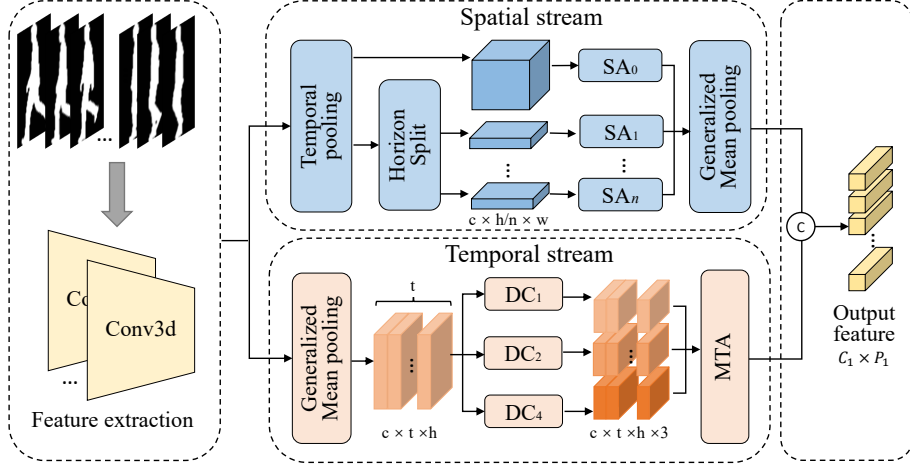 ...
Co
Conv3d
...
Feature extraction
Spatial stream
Temporal
pooling
Horizon
Split
...
c × h/n × w
SA₀
SA₁
...
SAₙ
Generalized
Mean pooling
Temporal stream
Generalized
Mean pooling
t
...
c × t ×h
DC₁
DC₂
DC₄
...
c × t ×h ×3
MTA
C
...
Output
feature
C₁ × P₁